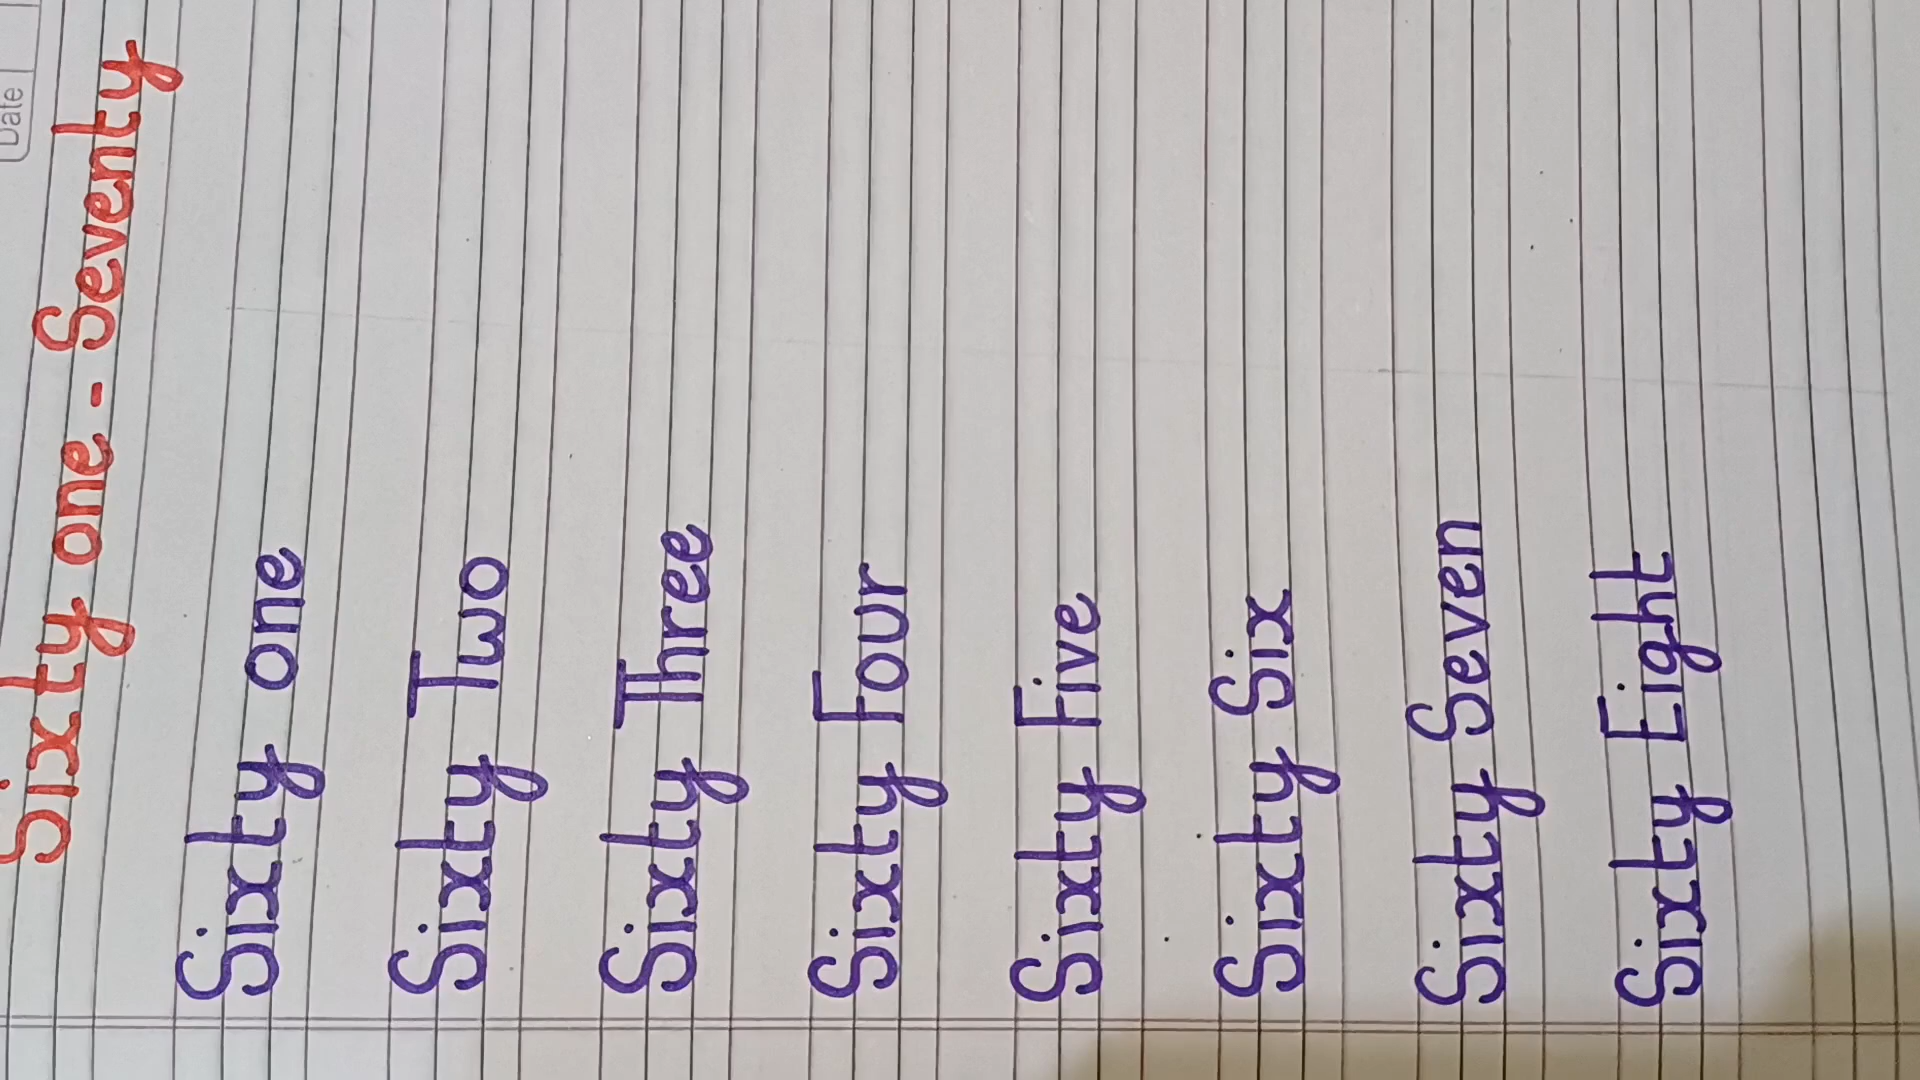 Date
Sixty one - Seventy
Sixty one
Sixty Two
Sixty Three
Sixty Four
Sixty Five
Sixty Six
Sixty Seven
Sixty Eight